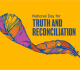 National Day for
TRUTH AND
RECONCILIATION